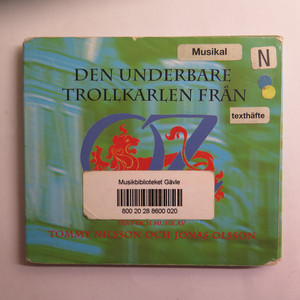 Musikal
N
DEN UNDERBARE
TROLLKARLEN FRÅN
texthäfte
OZ
Musikbiblioteket Gävle
800 20 28 8600 020
TOMMY NILSSON OCH JONAS OLSSON